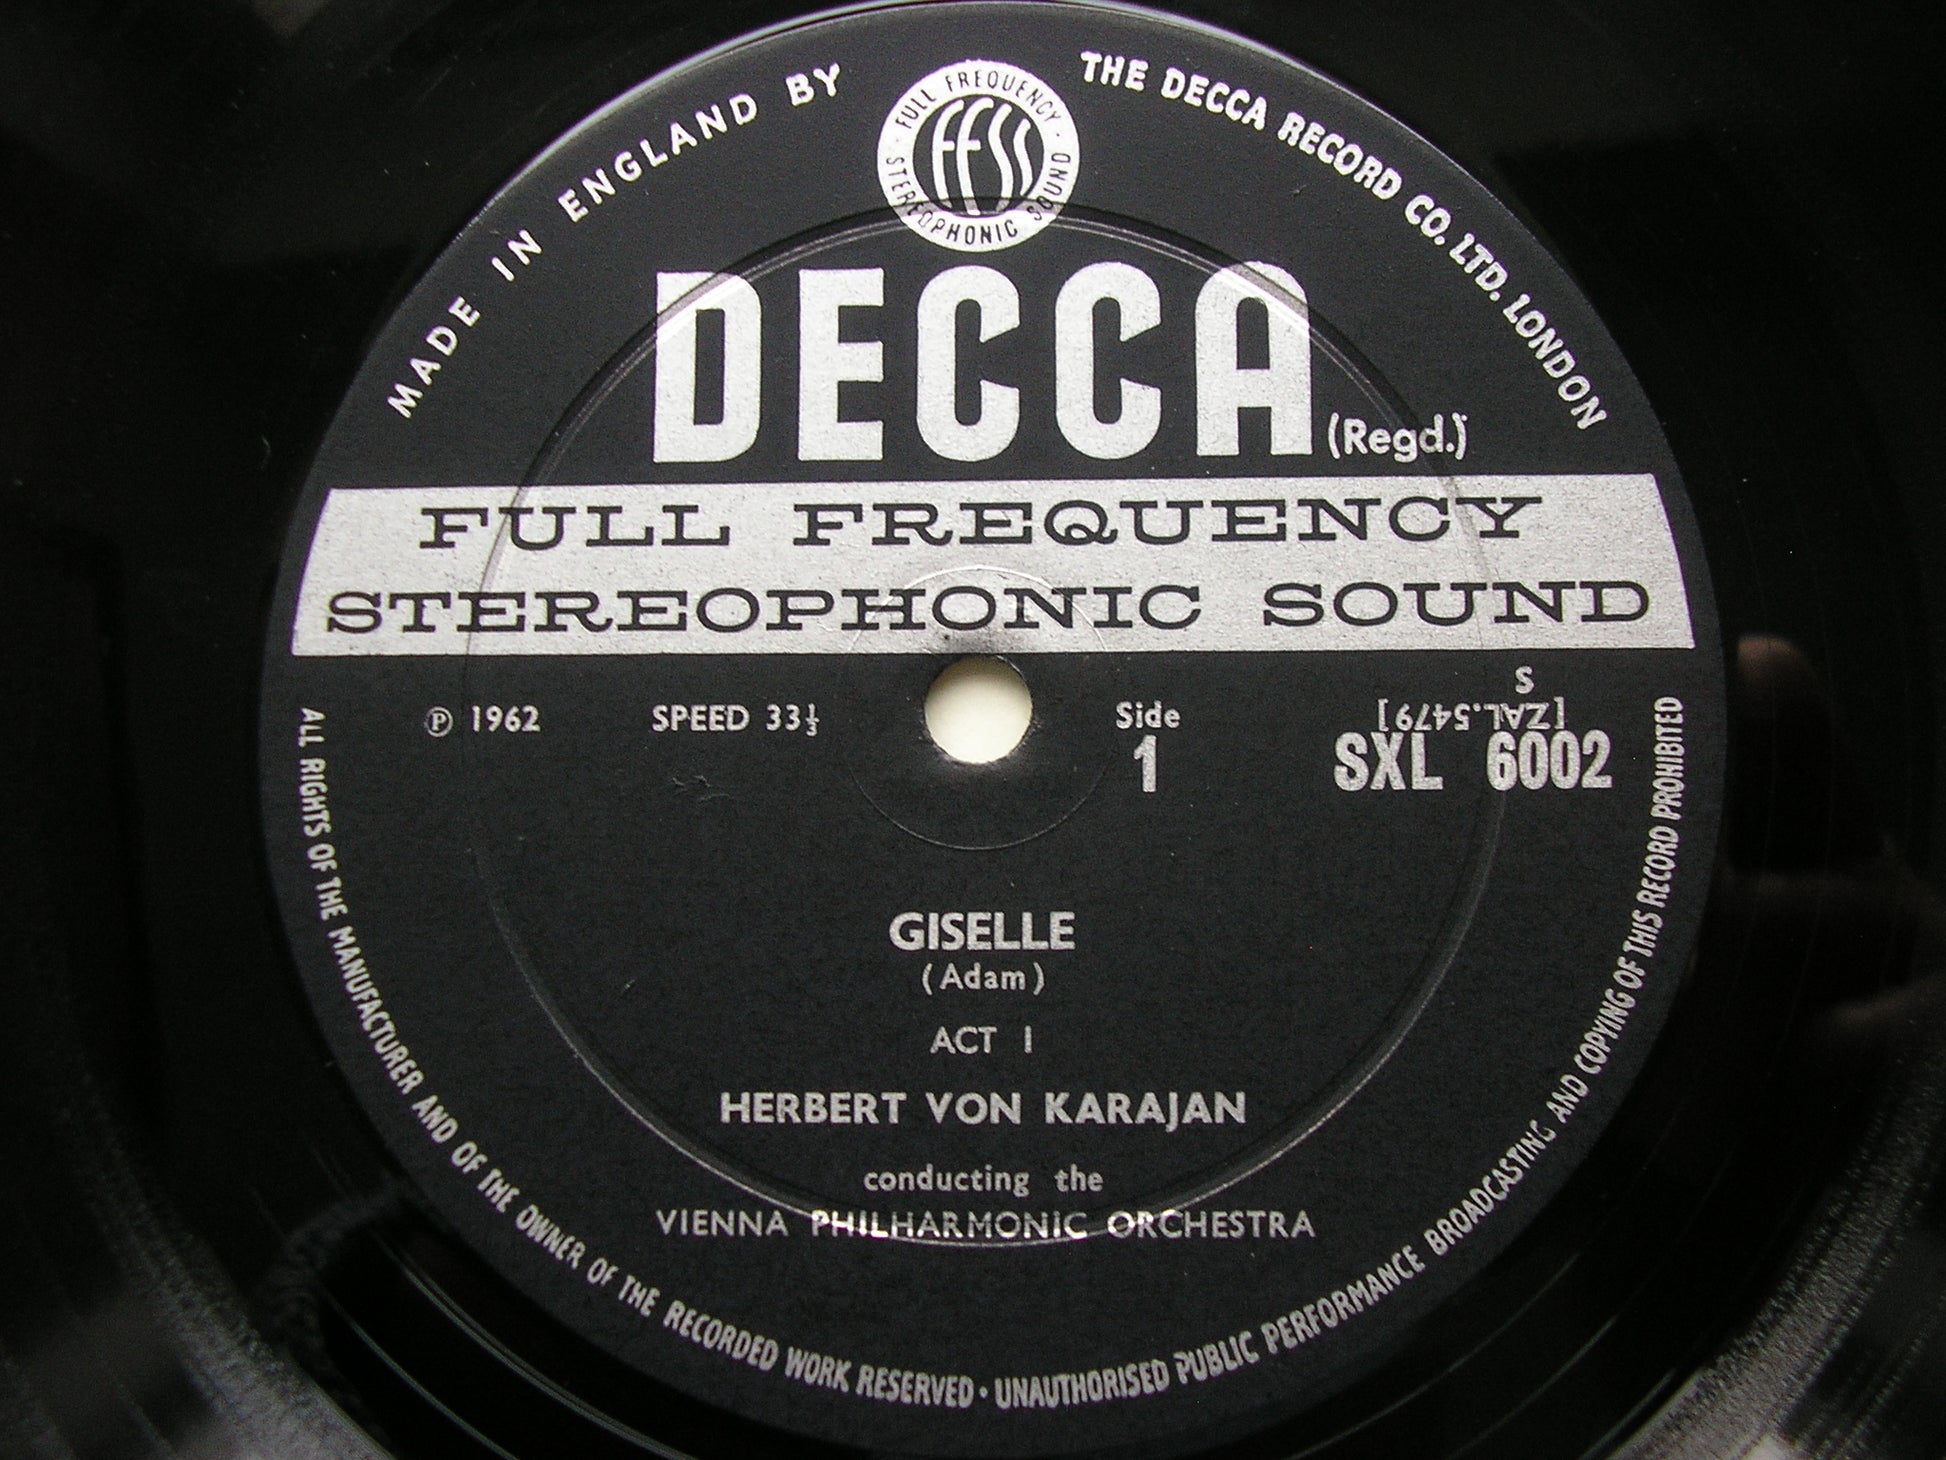 MADE IN ENGLAND BY
THE DECCA RECORD CO. LTD. LONDON
FULL FREQUENCY
FFSS
STEREOPHONIC SOUND
DECCA (Regd.)
FULL FREQUENCY
STEREOPHONIC SOUND
Ⓟ 1962
SPEED 33⅓
Side
1
S
[ZAL.5479]
SXL 6002
GISELLE
(Adam)
ACT I
HERBERT VON KARAJAN
conducting the
VIENNA PHILHARMONIC ORCHESTRA
ALL RIGHTS OF THE MANUFACTURER AND OF THE OWNER OF THE RECORDED WORK RESERVED · UNAUTHORISED PUBLIC PERFORMANCE BROADCASTING AND COPYING OF THIS RECORD PROHIBITED